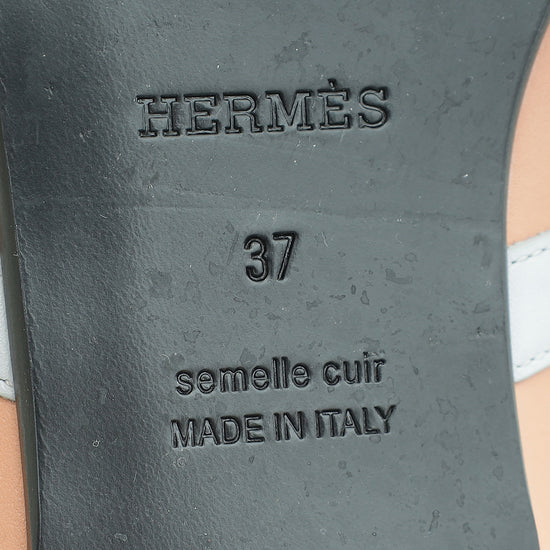 HERMÈS
37
semelle cuir
MADE IN ITALY